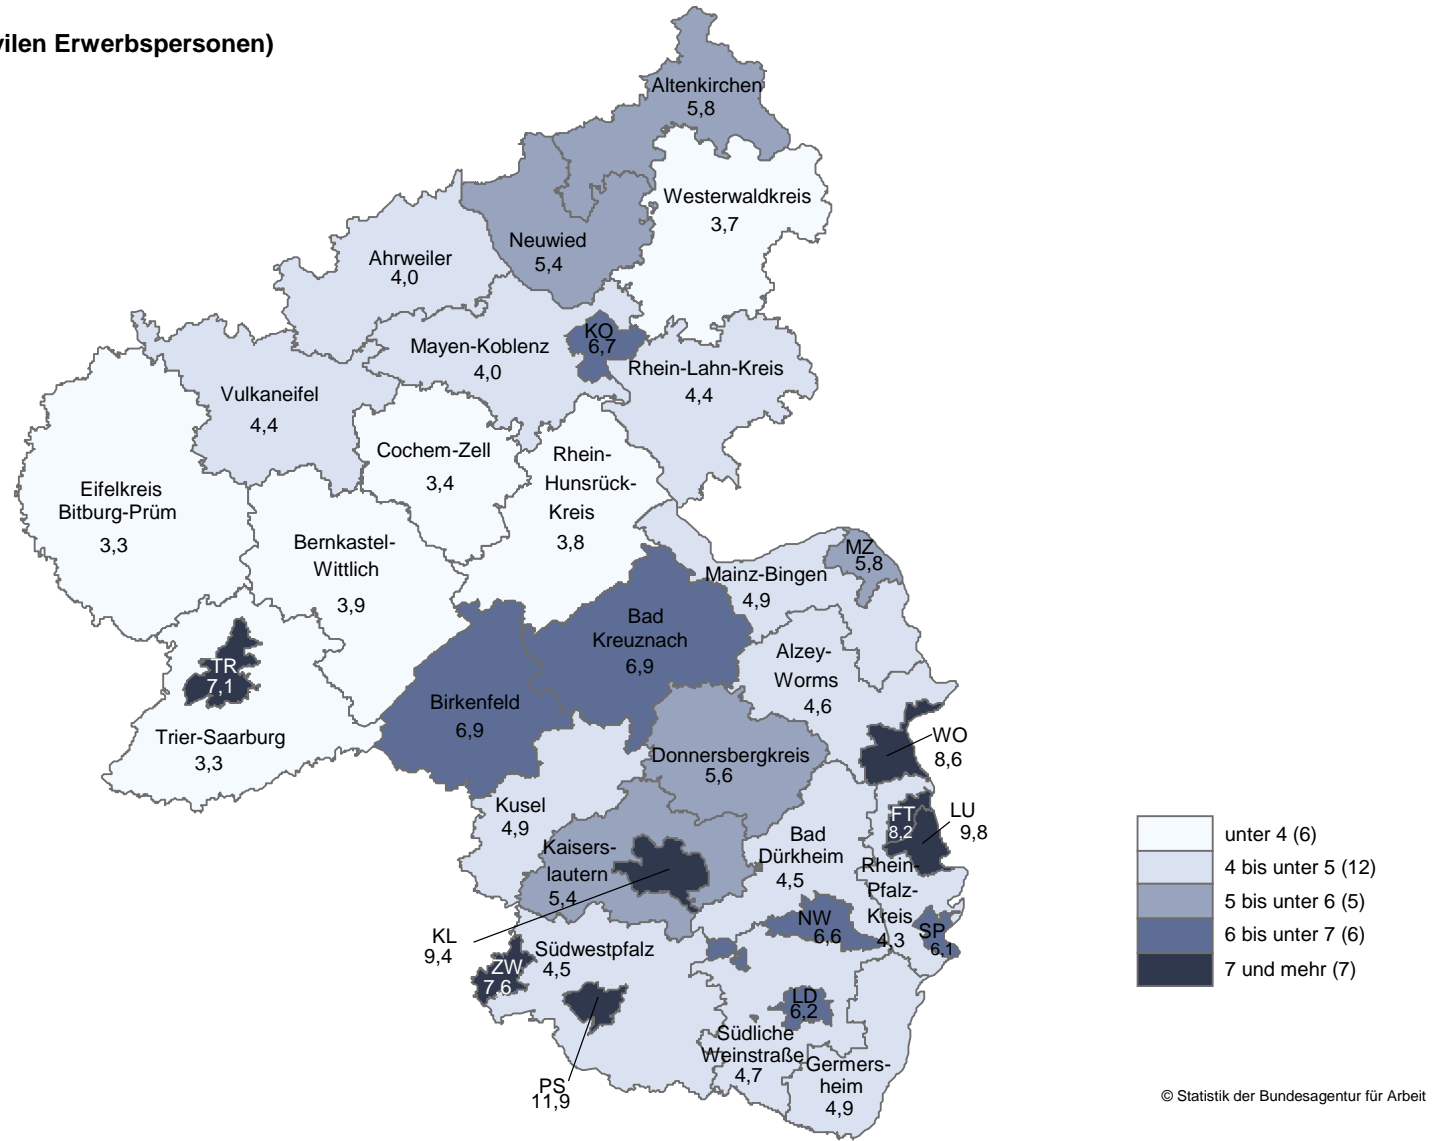 vilen Erwerbspersonen)
Altenkirchen
5,8
Westerwaldkreis
3,7
Neuwied
5,4
Ahrweiler
4,0
KO
6,7
Mayen-Koblenz
4,0
Rhein-Lahn-Kreis
4,4
Vulkaneifel
4,4
Cochem-Zell
3,4
Rhein-
Hunsrück-
Kreis
3,8
Eifelkreis
Bitburg-Prüm
3,3
Bernkastel-
Wittlich
3,9
MZ
5,8
Mainz-Bingen
4,9
Bad
Kreuznach
6,9
Alzey-
Worms
4,6
TR
7,1
Birkenfeld
6,9
Trier-Saarburg
3,3
WO
8,6
Donnersbergkreis
5,6
Kusel
4,9
FT
8,2
LU
9,8
Bad
Dürkheim
4,5
Kaisers-
lautern
5,4
Rhein-
Pfalz-
Kreis
4,3
NW
6,6
SP
6,1
KL
9,4
Südwestpfalz
4,5
ZW
7,6
LD
6,2
Südliche
Weinstraße
4,7
Germers-
heim
4,9
PS
11,9
unter 4 (6)
4 bis unter 5 (12)
5 bis unter 6 (5)
6 bis unter 7 (6)
7 und mehr (7)
© Statistik der Bundesagentur für Arbeit